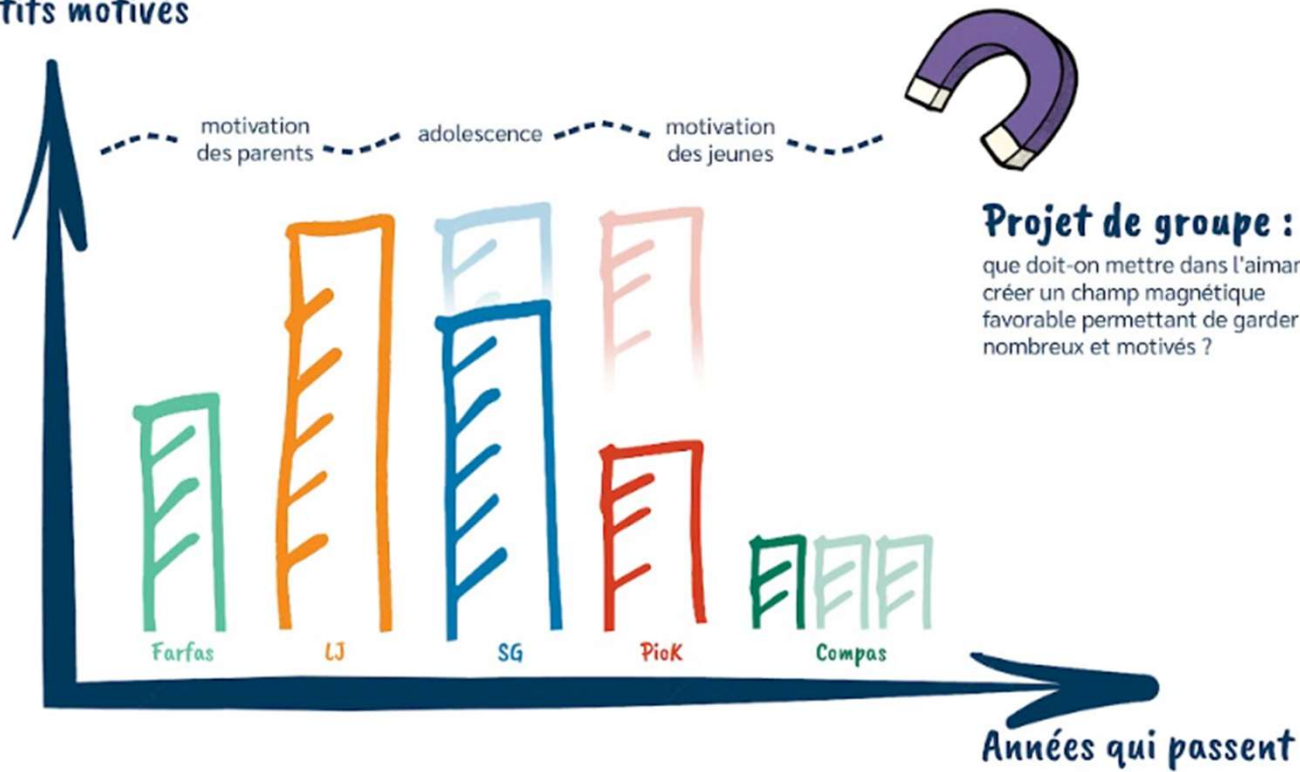 motivés
motivation
des parents
adolescence
motivation
des jeunes
Projet de groupe :
que doit-on mettre dans
créer un champ magnétique
favorable permettant de garder
nombreux et motivés ?
Farfas
LJ
SG
PioK
Compas
Années qui passent